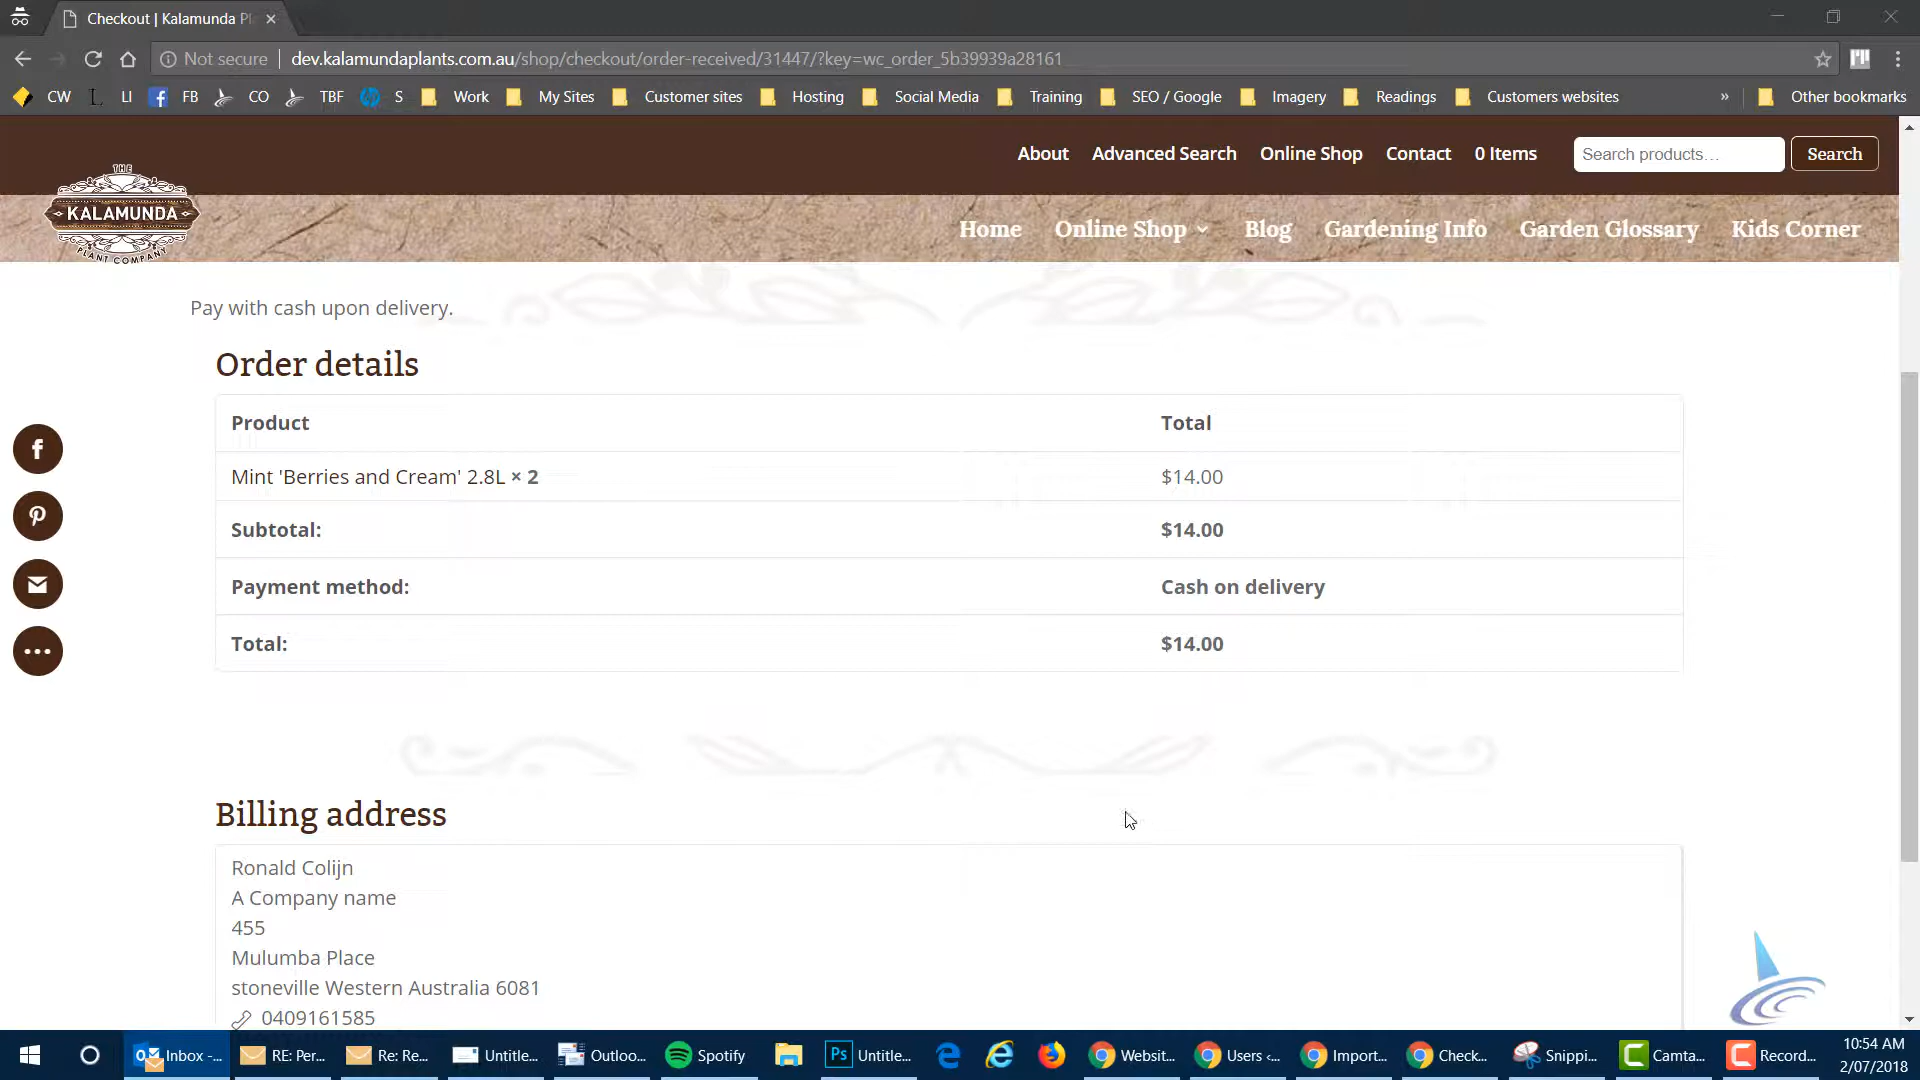 Checkout | Kalamunda Pl
Not secure | dev.kalamundaplants.com.au/shop/checkout/order-received/31447/?key=wc_order_5b39939a28161
CW LI FB CO TBF S Work My Sites Customer sites Hosting Social Media Training SEO / Google Imagery Readings Customers websites » Other bookmarks
About Advanced Search Online Shop Contact 0 Items Search products… Search
THE
KALAMUNDA
PLANT COMPANY
Home Online Shop Blog Gardening Info Garden Glossary Kids Corner
Pay with cash upon delivery.
Order details
Product Total
Mint 'Berries and Cream' 2.8L × 2 $14.00
Subtotal: $14.00
Payment method: Cash on delivery
Total: $14.00
Billing address
Ronald Colijn
A Company name
455
Mulumba Place
stoneville Western Australia 6081
0409161585
Inbox -... RE: Per... Re: Re... Untitle... Outloo... Spotify Ps Untitle... Websit... Users ‹... Import... Check... Snippi... Camta... Record...
10:54 AM
2/07/2018